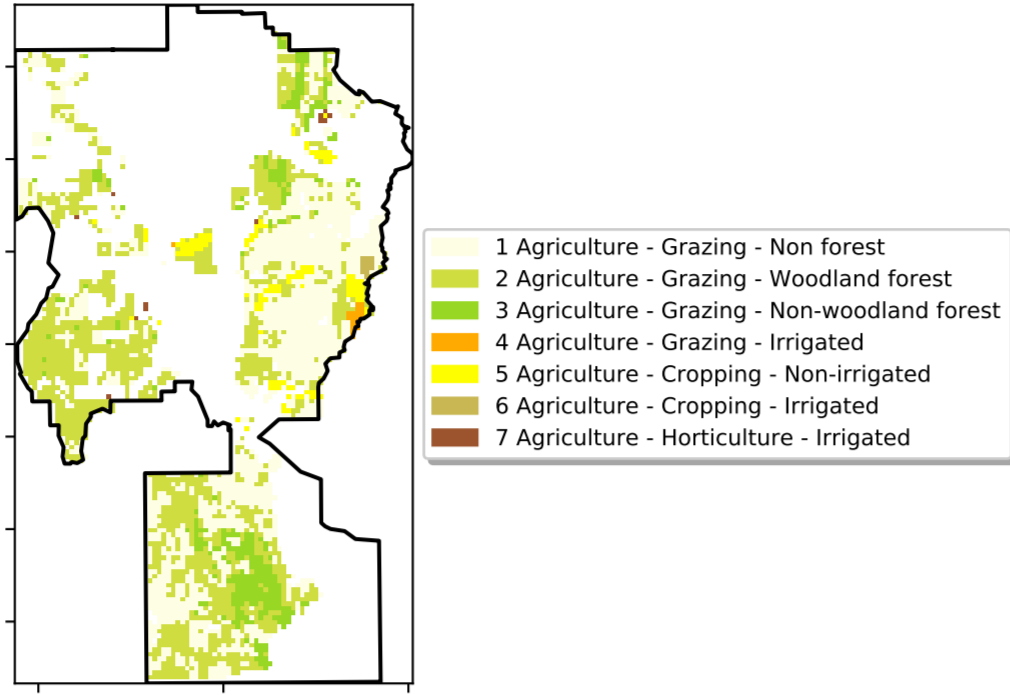 1 Agriculture - Grazing - Non forest
2 Agriculture - Grazing - Woodland forest
3 Agriculture - Grazing - Non-woodland forest
4 Agriculture - Grazing - Irrigated
5 Agriculture - Cropping - Non-irrigated
6 Agriculture - Cropping - Irrigated
7 Agriculture - Horticulture - Irrigated